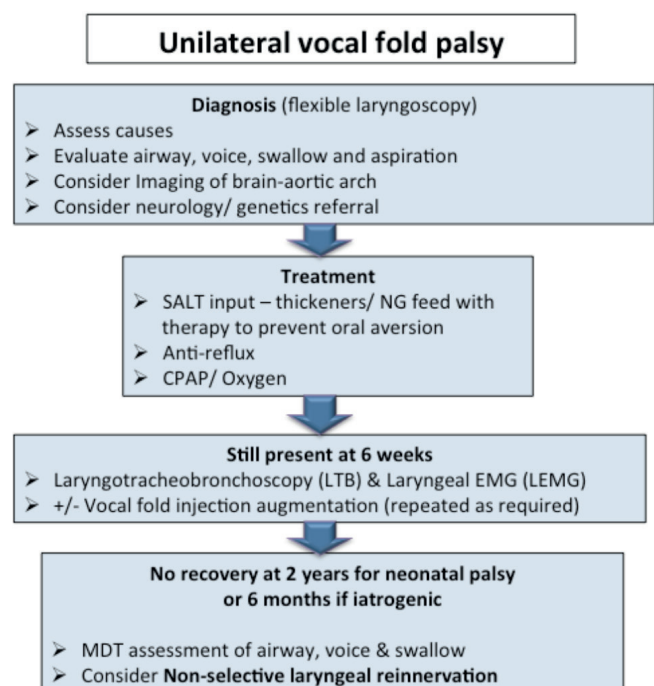 Unilateral vocal fold palsy
Diagnosis (flexible laryngoscopy)
➢ Assess causes
➢ Evaluate airway, voice, swallow and aspiration
➢ Consider Imaging of brain-aortic arch
➢ Consider neurology/ genetics referral
Treatment
➢ SALT input – thickeners/ NG feed with
therapy to prevent oral aversion
➢ Anti-reflux
➢ CPAP/ Oxygen
Still present at 6 weeks
➢ Laryngotracheobronchoscopy (LTB) & Laryngeal EMG (LEMG)
➢ +/- Vocal fold injection augmentation (repeated as required)
No recovery at 2 years for neonatal palsy
or 6 months if iatrogenic
➢ MDT assessment of airway, voice & swallow
➢ Consider Non-selective laryngeal reinnervation